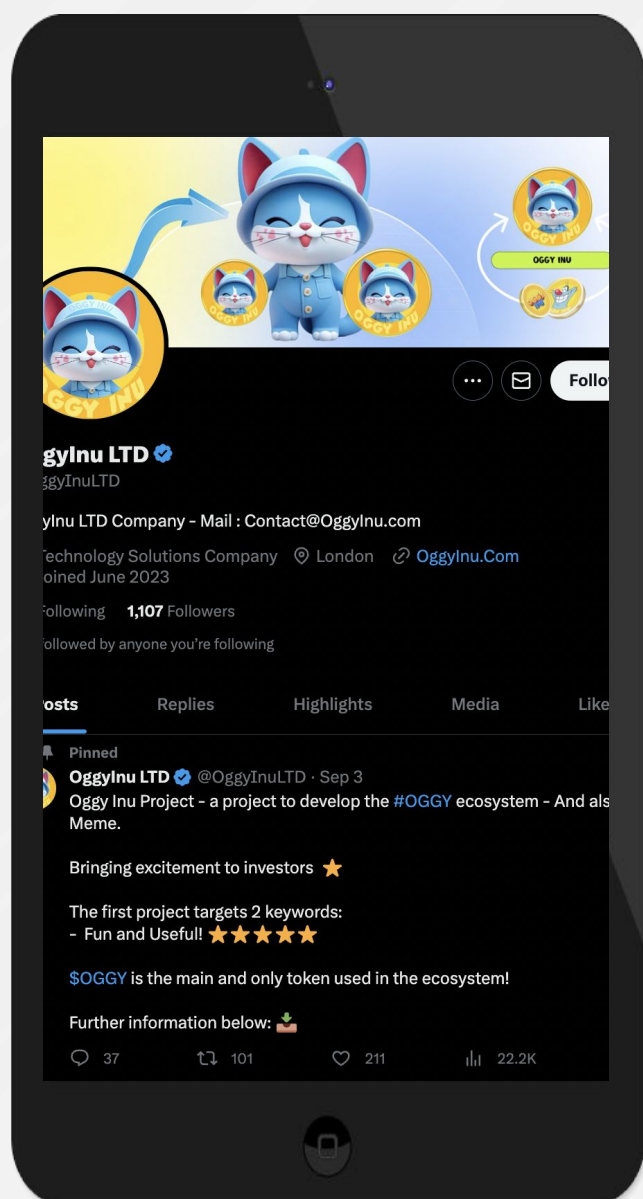 OGGY INU
OGGY INU
OGGY INU
OGGY INU
OGGY INU
GGY INU
Follo
gyInu LTD
ggyInuLTD
yInu LTD Company - Mail : Contact@OggyInu.com
Technology Solutions Company London OggyInu.Com
oined June 2023
Following 1,107 Followers
ollowed by anyone you're following
osts Replies Highlights Media Like
Pinned
OggyInu LTD @OggyInuLTD · Sep 3
Oggy Inu Project - a project to develop the #OGGY ecosystem - And als
Meme.
Bringing excitement to investors
The first project targets 2 keywords:
- Fun and Useful!
$OGGY is the main and only token used in the ecosystem!
Further information below:
37 101 211 22.2K